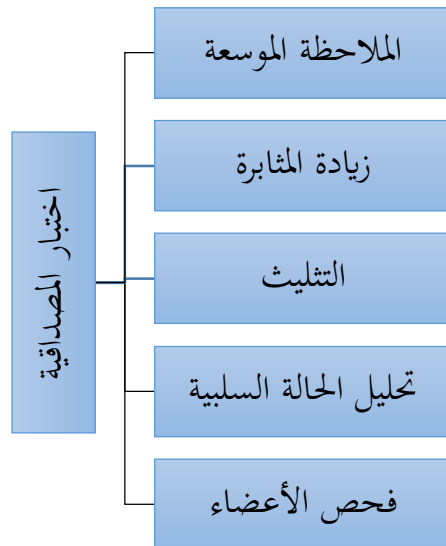 اختبار المصداقية
الملاحظة الموسعة
زيادة المثابرة
التثليث
تحليل الحالة السلبية
فحص الأعضاء